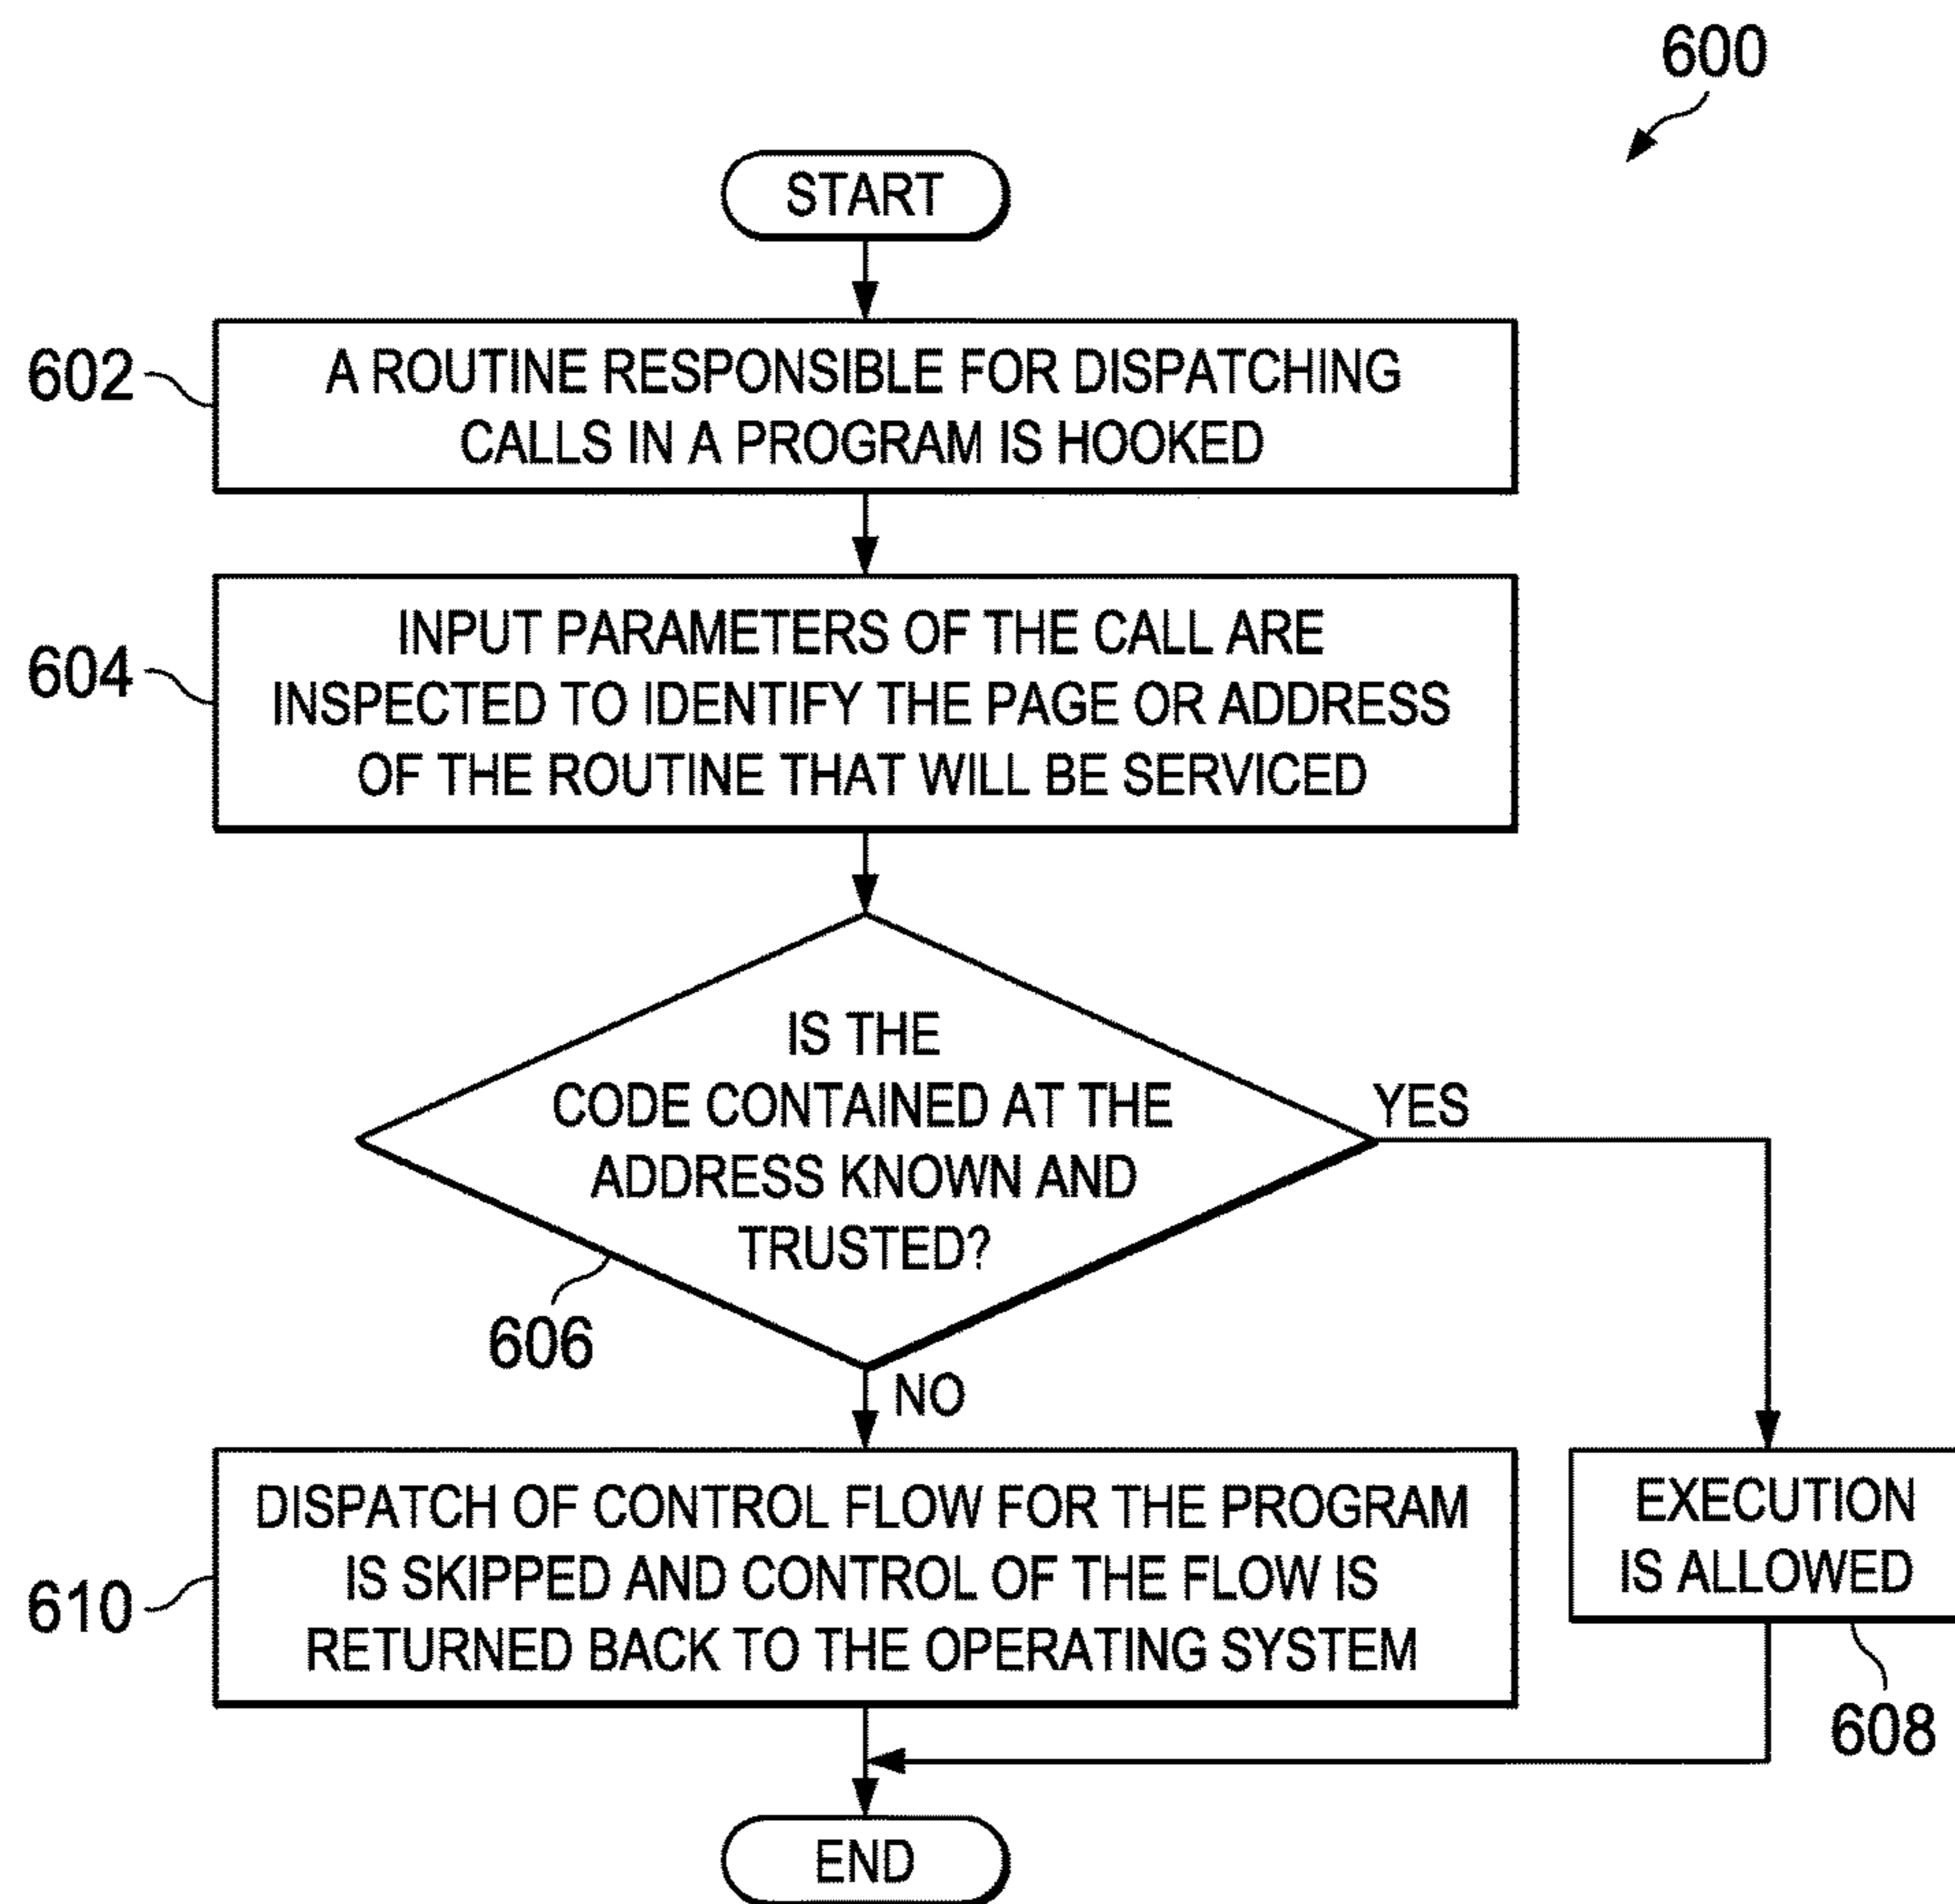 600
START
602
A ROUTINE RESPONSIBLE FOR DISPATCHING
CALLS IN A PROGRAM IS HOOKED
604
INPUT PARAMETERS OF THE CALL ARE
INSPECTED TO IDENTIFY THE PAGE OR ADDRESS
OF THE ROUTINE THAT WILL BE SERVICED
IS THE
CODE CONTAINED AT THE
ADDRESS KNOWN AND
TRUSTED?
YES
606
NO
610
DISPATCH OF CONTROL FLOW FOR THE PROGRAM
IS SKIPPED AND CONTROL OF THE FLOW IS
RETURNED BACK TO THE OPERATING SYSTEM
EXECUTION
IS ALLOWED
608
END